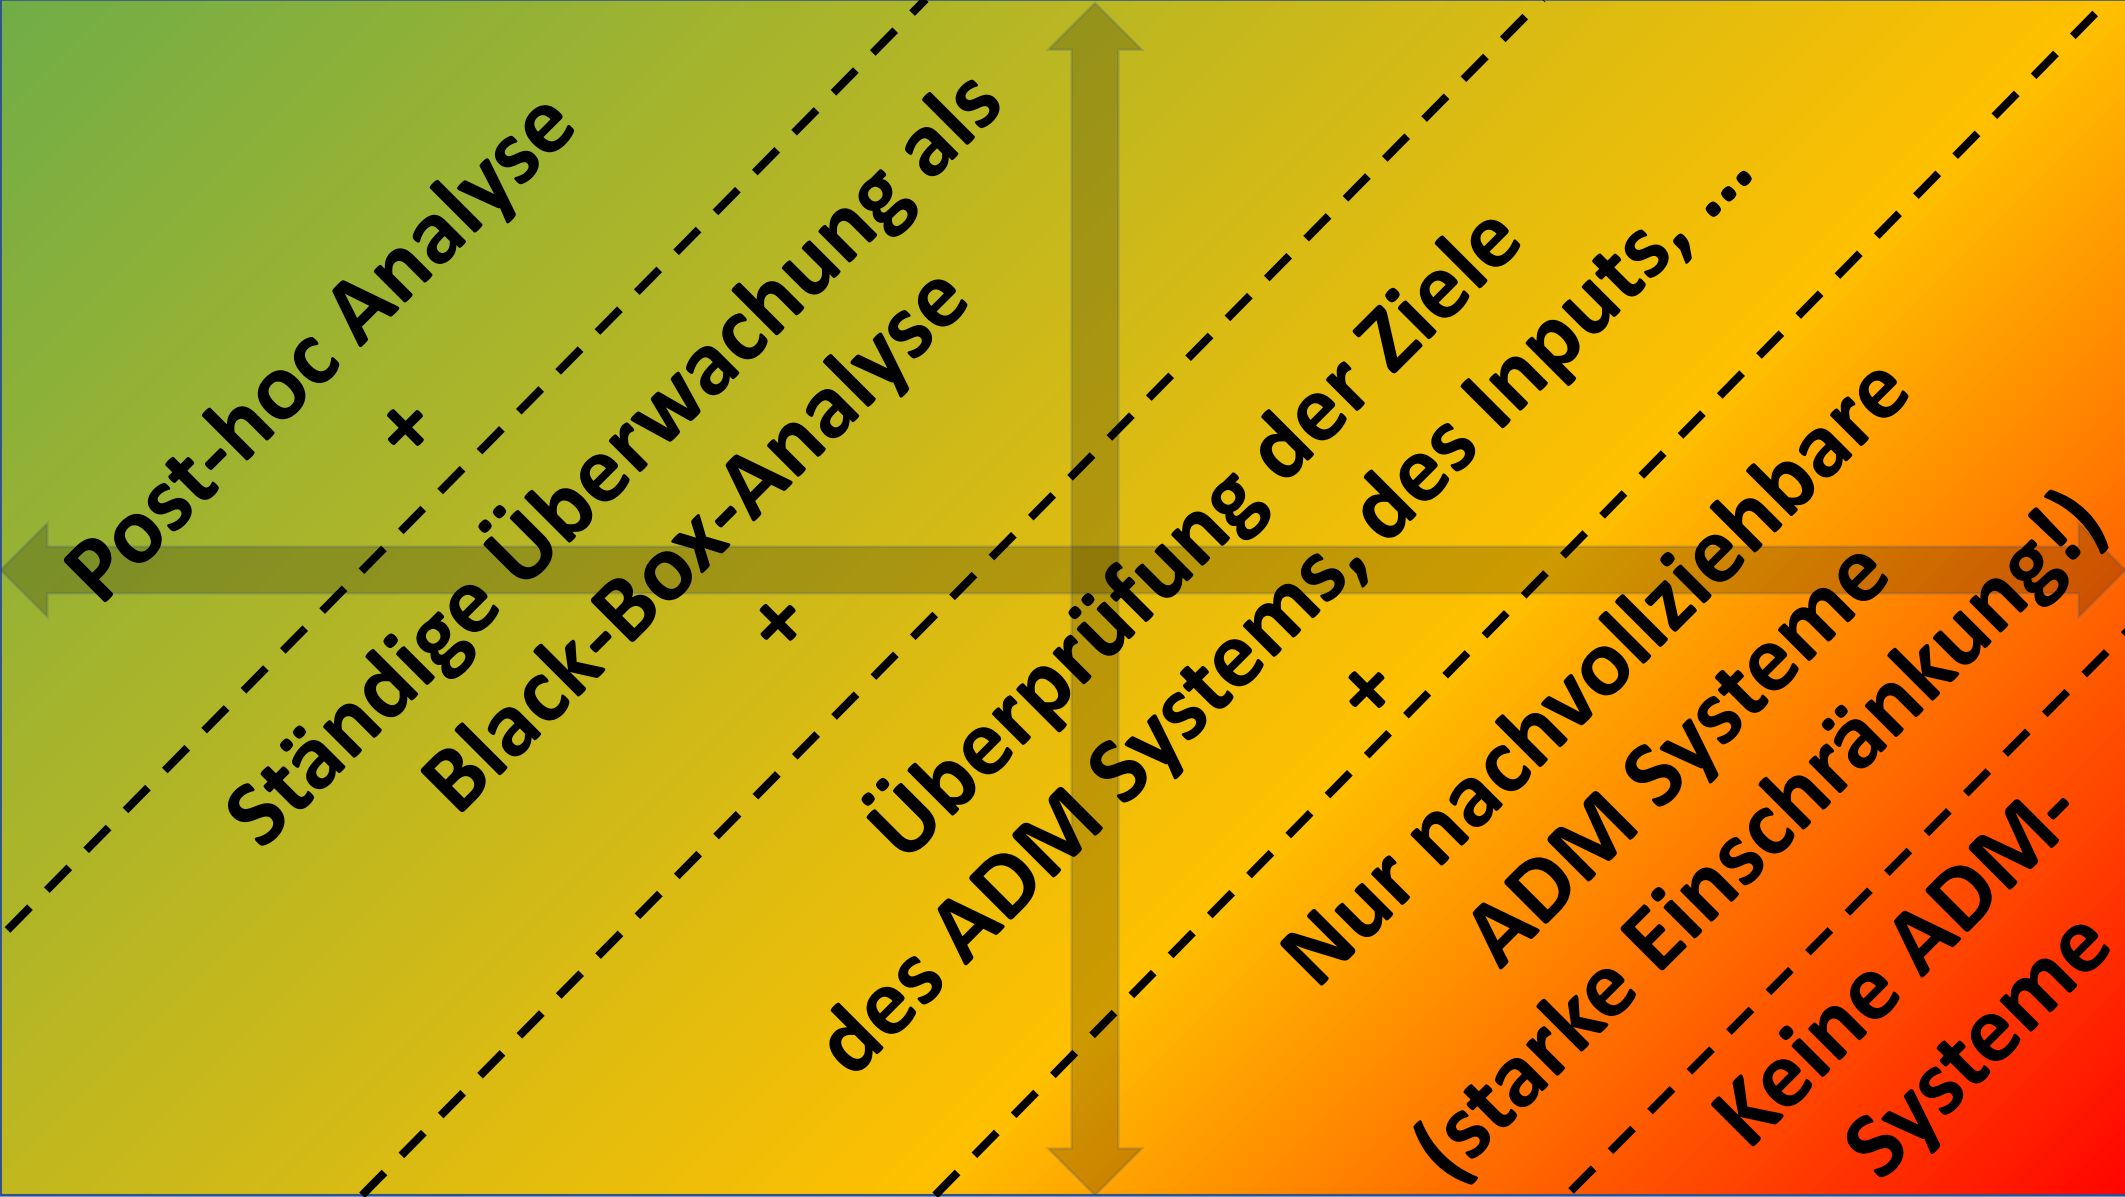 Post-hoc Analyse
+
Ständige Überwachung als
Black-Box-Analyse
+
Überprüfung der Ziele
des ADM Systems, des Inputs, ...
+
Nur nachvollziehbare
ADM Systeme
(starke Einschränkung!)
Keine ADM-
Systeme